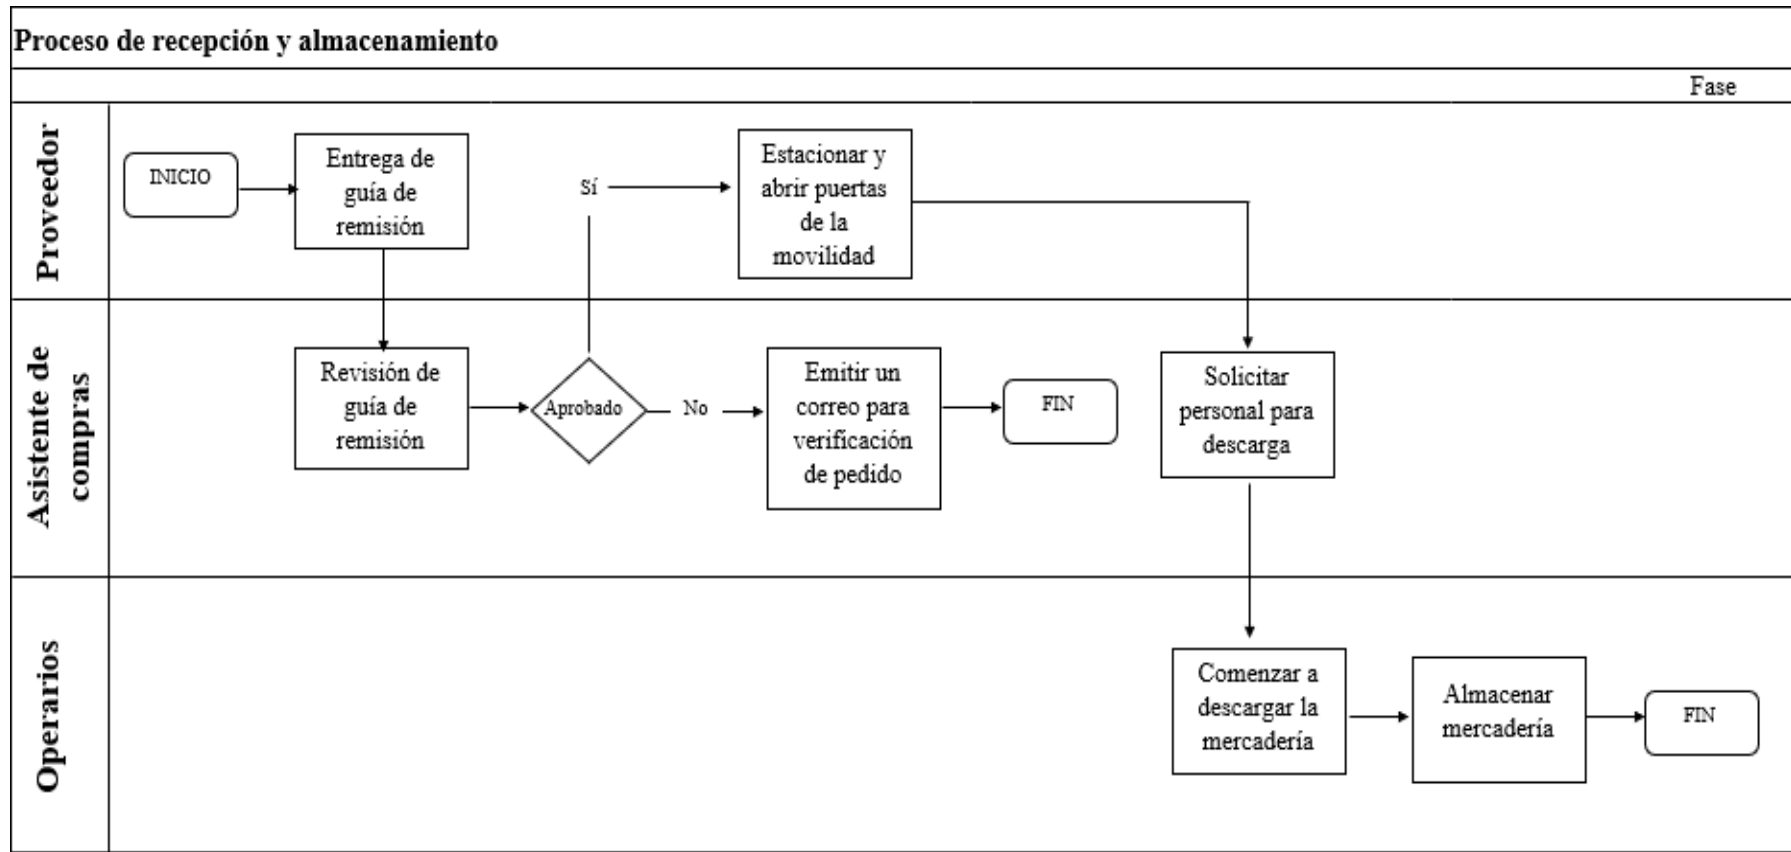 Proceso de recepción y almacenamiento
Fase
Proveedor
INICIO
Entrega de
guía de
remisión
Sí
Estacionar y
abrir puertas
de la
movilidad
Asistente de
compras
Revisión de
guía de
remisión
Aprobado
No
Emitir un
correo para
verificación
de pedido
FIN
Solicitar
personal para
descarga
Operarios
Comenzar a
descargar la
mercadería
Almacenar
mercadería
FIN